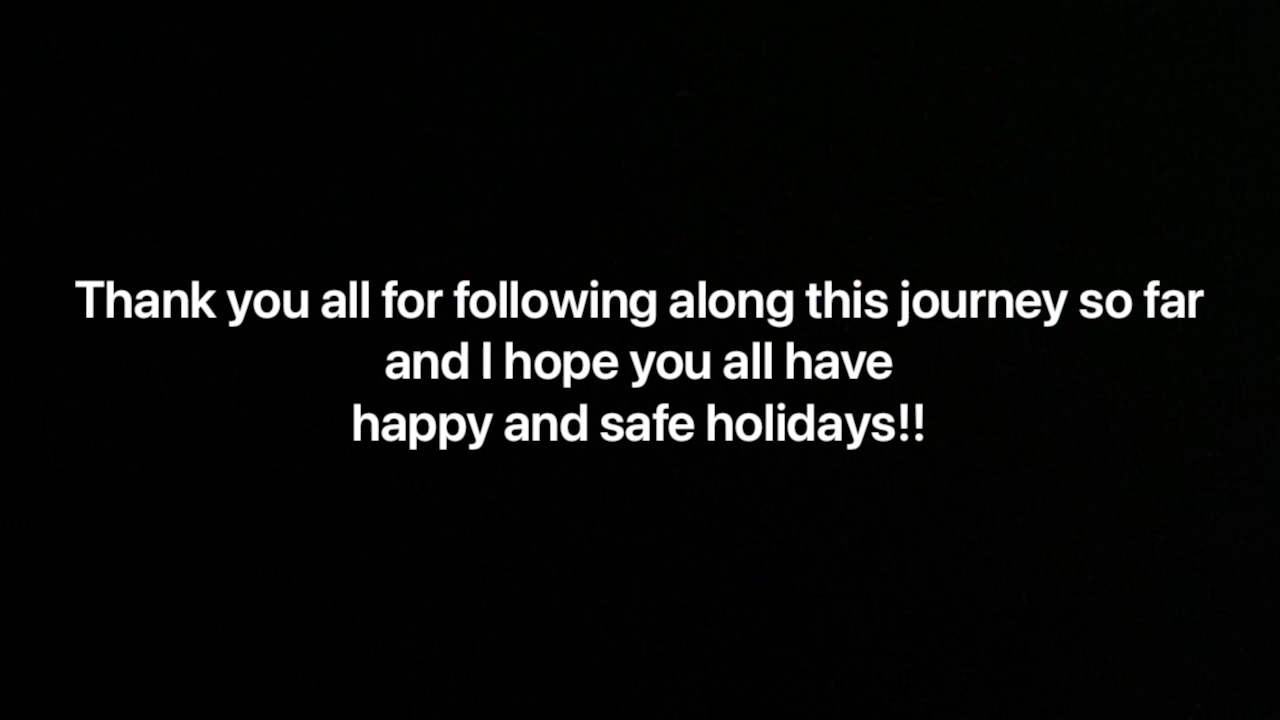 Thank you all for following along this journey so far
and I hope you all have
happy and safe holidays!!